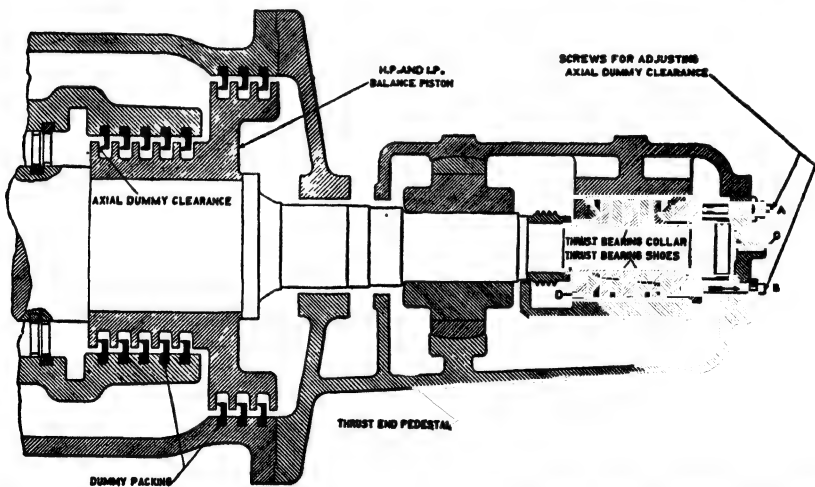 H.P. AND I.P.
BALANCE PISTON
SCREWS FOR ADJUSTING
AXIAL DUMMY CLEARANCE
AXIAL DUMMY CLEARANCE
A
C
THRUST BEARING COLLAR
THRUST BEARING SHOES
D
B
THRUST END PEDESTAL
DUMMY PACKING